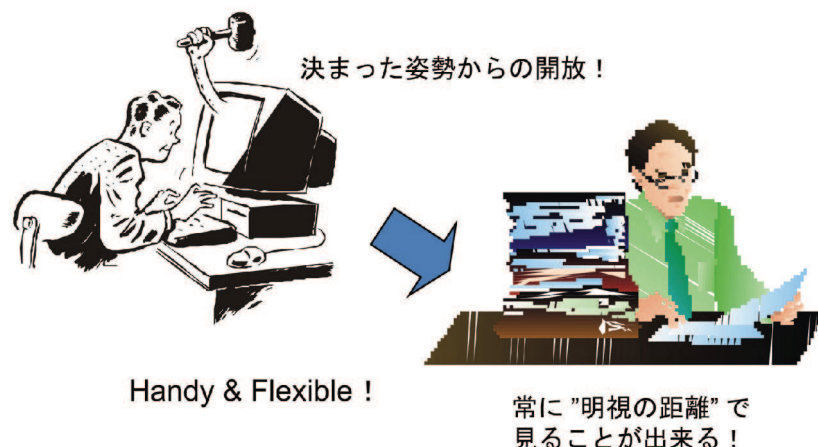 決まった姿勢からの開放！
Handy & Flexible！
常に ”明視の距離” で
見ることが出来る！